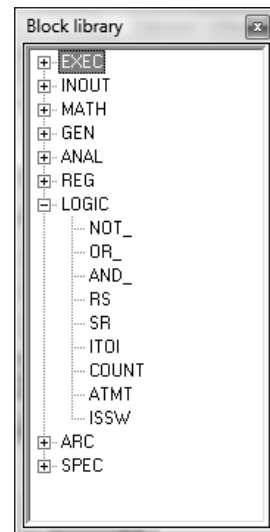 Block library
EXEC
INOUT
MATH
GEN
ANAL
REG
LOGIC
NOT_
OR_
AND_
RS
SR
ITOI
COUNT
ATMT
ISSW
ARC
SPEC